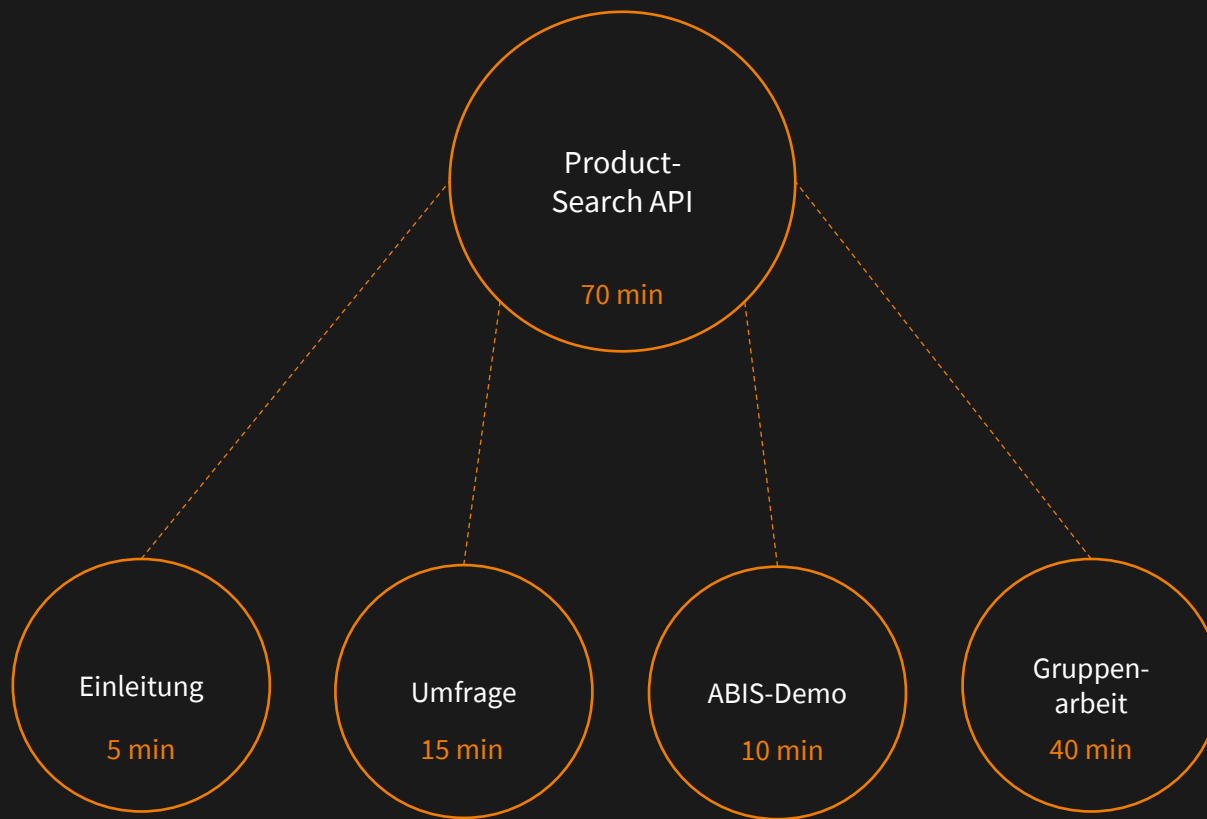 Product-
Search API
70 min
Einleitung
5 min
Umfrage
15 min
ABIS-Demo
10 min
Gruppen-
arbeit
40 min